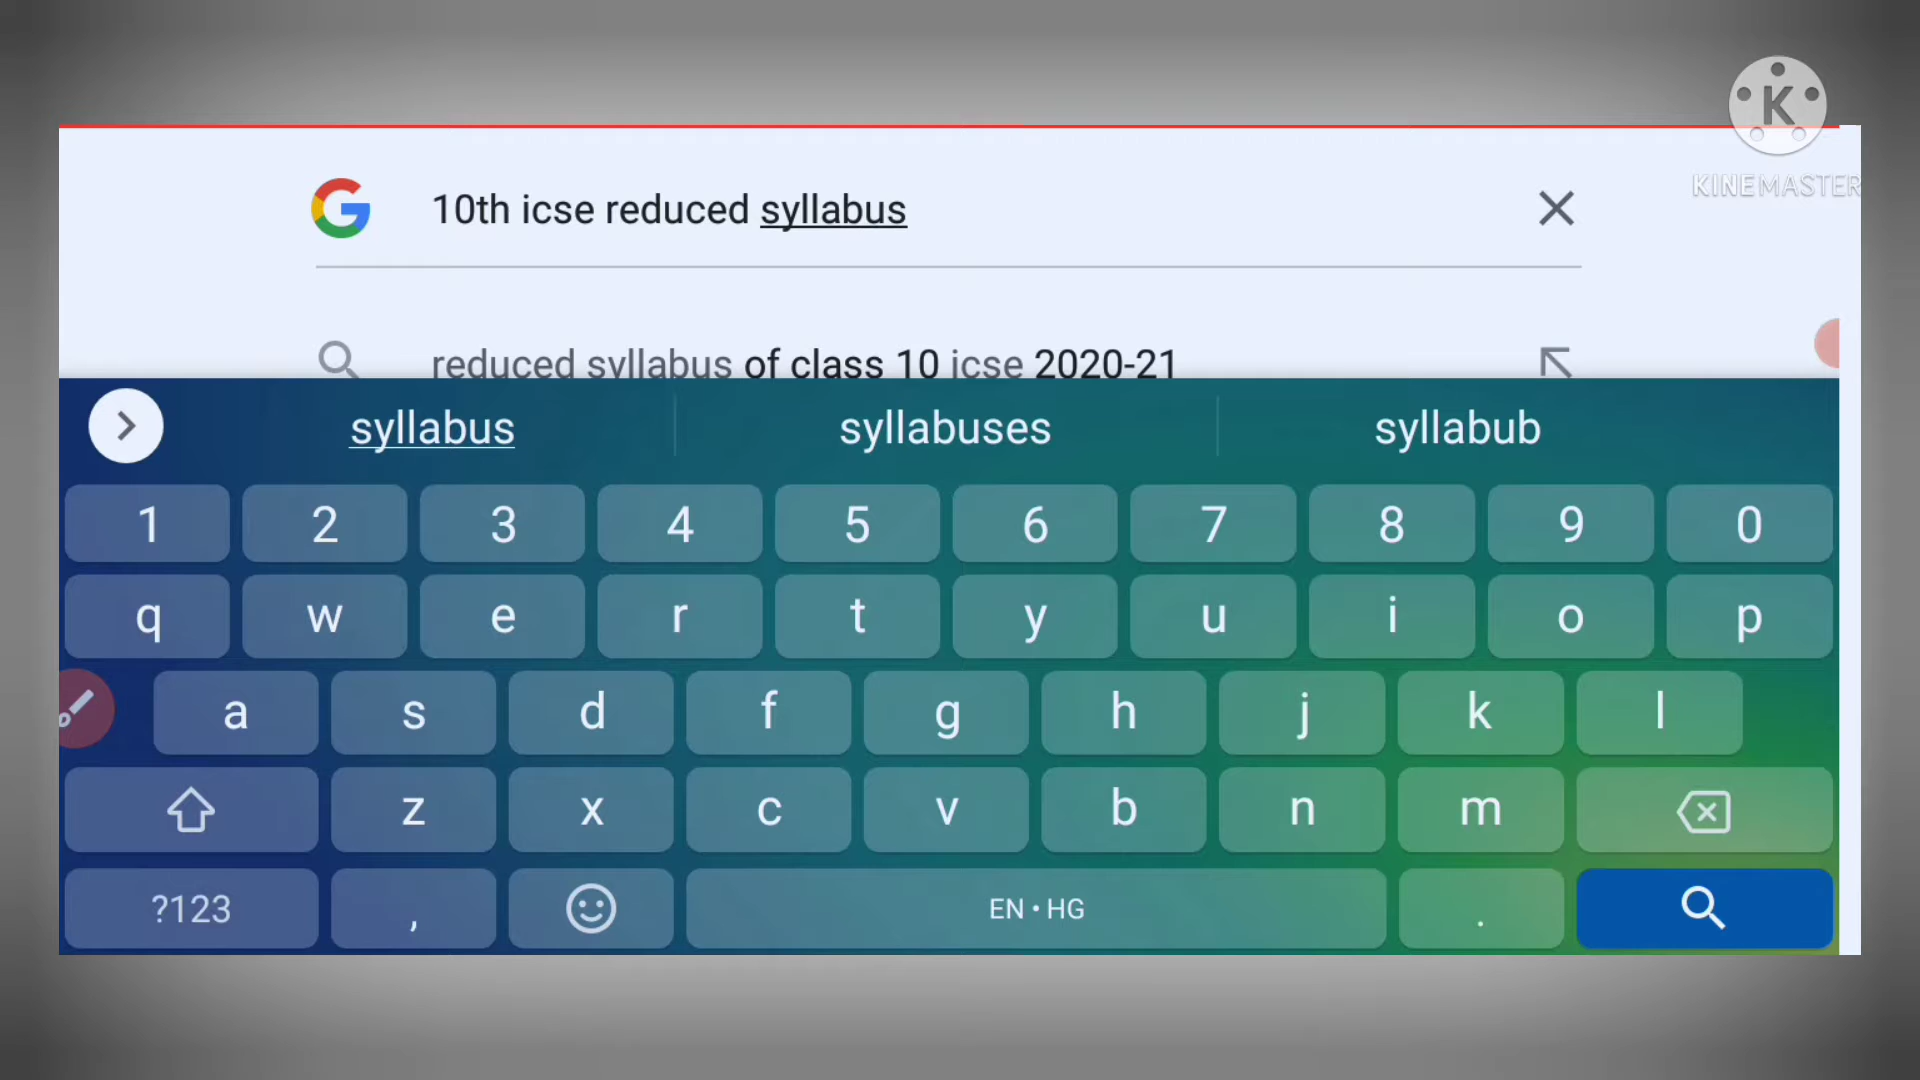 K
KINEMASTER
10th icse reduced syllabus
reduced syllabus of class 10 icse 2020-21
syllabus syllabuses syllabub
1 2 3 4 5 6 7 8 9 0
q w e r t y u i o p
a s d f g h j k l
z x c v b n m
?123 , EN • HG .